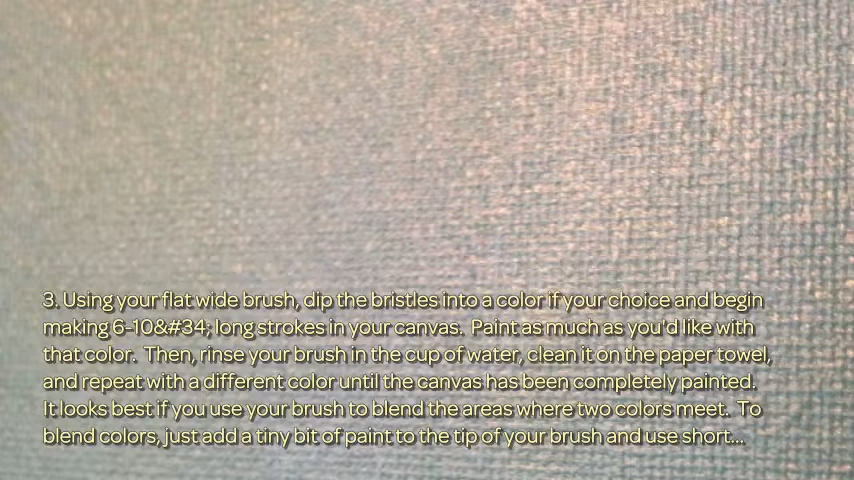 3. Using your flat wide brush, dip the bristles into a color if your choice and begin
making 6-10&#34; long strokes in your canvas.  Paint as much as you'd like with
that color.  Then, rinse your brush in the cup of water, clean it on the paper towel,
and repeat with a different color until the canvas has been completely painted.
It looks best if you use your brush to blend the areas where two colors meet.  To
blend colors, just add a tiny bit of paint to the tip of your brush and use short...